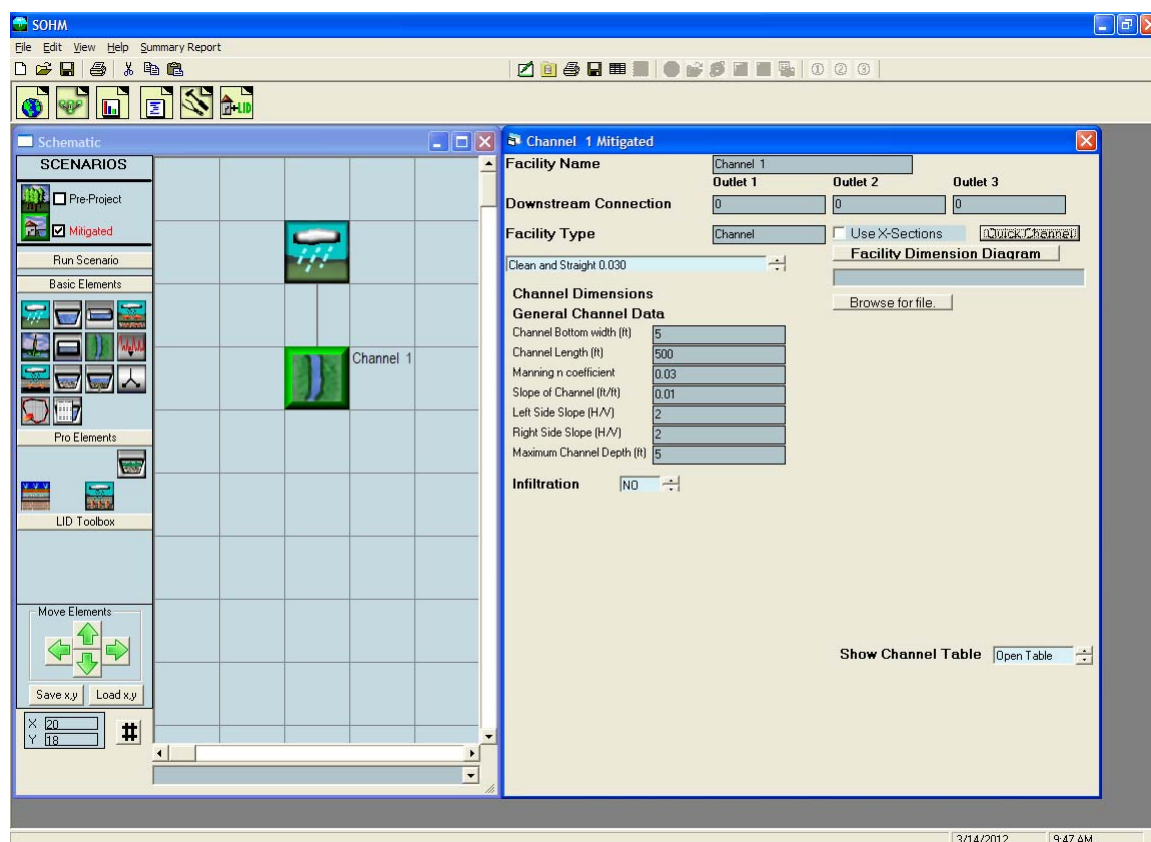 SOHM
File Edit View Help Summary Report
+LID
Schematic
SCENARIOS
Pre-Project
Mitigated
Run Scenario
Basic Elements
Pro Elements
LID Toolbox
Move Elements
Save x,y Load x,y
X 20
Y 18
Channel 1
Channel 1 Mitigated
Facility Name Channel 1
Outlet 1 Outlet 2 Outlet 3
Downstream Connection 0 0 0
Facility Type Channel Use X-Sections Quick Channel
Clean and Straight 0.030 Facility Dimension Diagram
Channel Dimensions Browse for file.
General Channel Data
Channel Bottom width (ft) 5
Channel Length (ft) 500
Manning n coefficient 0.03
Slope of Channel (ft/ft) 0.01
Left Side Slope (H/V) 2
Right Side Slope (H/V) 2
Maximum Channel Depth (ft) 5
Infiltration NO
Show Channel Table Open Table
3/14/2012 9:47 AM